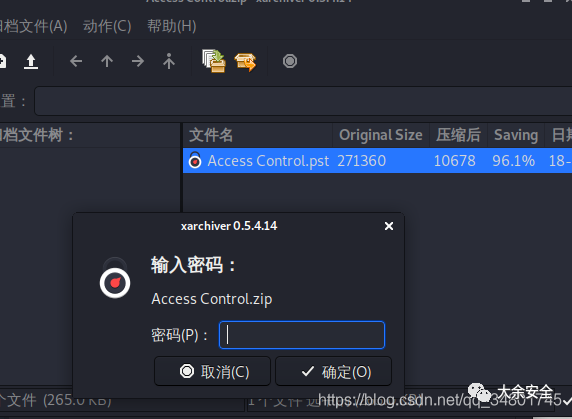 Access Control.zip - xarchiver 0.5.4.14
归档文件(A) 动作(C) 帮助(H)
置：
档文件树：
文件名 Original Size 压缩后 Saving 日期
Access Control.pst 271360 10678 96.1% 18-
xarchiver 0.5.4.14
输入密码：
Access Control.zip
密码(P)：
取消(C) 确定(O)
个文件 (265.0 KB) 1个文件
https://blog.csdn.net/qq_34801745
大余安全